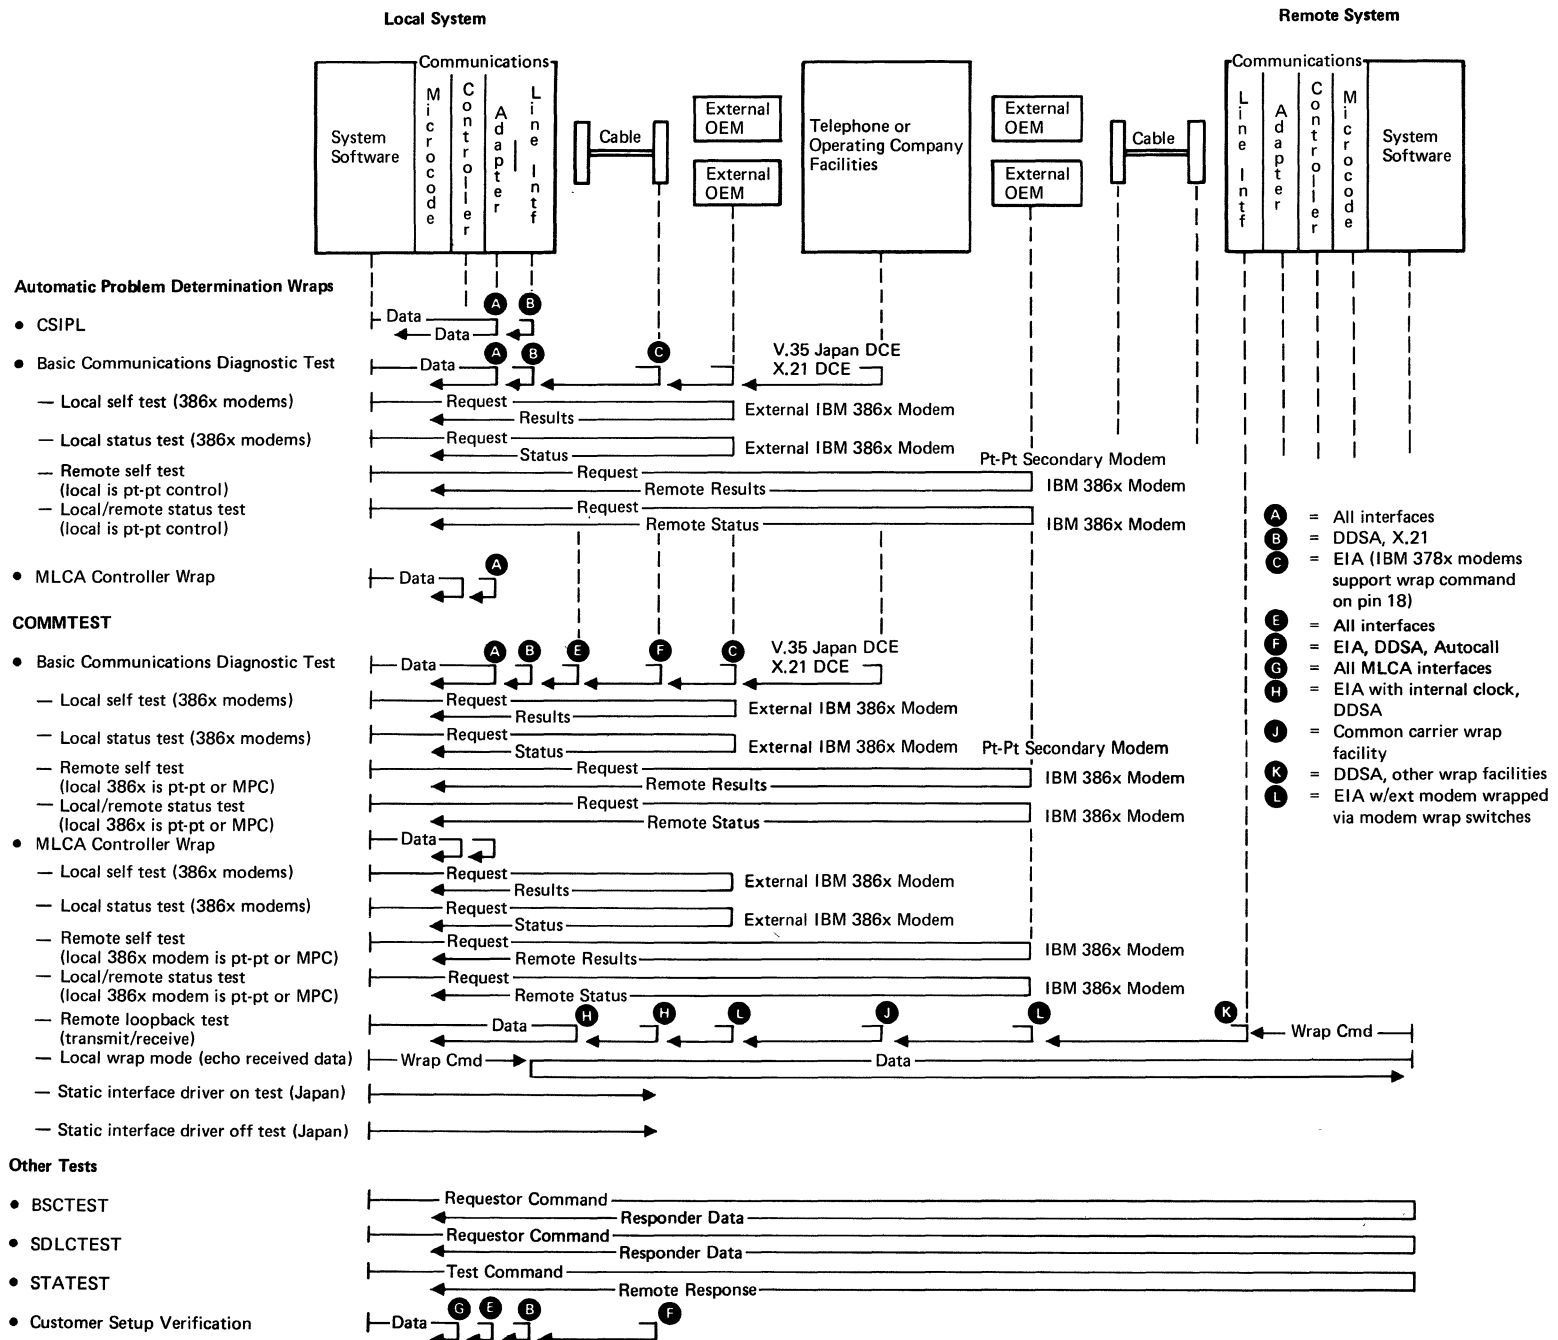 Local System
Remote System
Communications
Microcode
Controller
Adapter
Line Intf
System
Software
Cable
External
OEM
External
OEM
Telephone or
Operating Company
Facilities
External
OEM
External
OEM
Cable
Communications
Line Intf
Adapter
Controller
Microcode
System
Software
Automatic Problem Determination Wraps
A B
• CSIPL
Data
Data
A B C
• Basic Communications Diagnostic Test
Data
V.35 Japan DCE
X.21 DCE
— Local self test (386x modems)
Request
Results
External IBM 386x Modem
— Local status test (386x modems)
Request
Status
External IBM 386x Modem
— Remote self test
(local is pt-pt control)
Request
Remote Results
Pt-Pt Secondary Modem
IBM 386x Modem
— Local/remote status test
(local is pt-pt control)
Request
Remote Status
IBM 386x Modem
A = All interfaces
B = DDSA, X.21
C = EIA (IBM 378x modems
support wrap command
on pin 18)
E = All interfaces
F = EIA, DDSA, Autocall
G = All MLCA interfaces
H = EIA with internal clock,
DDSA
J = Common carrier wrap
facility
K = DDSA, other wrap facilities
L = EIA w/ext modem wrapped
via modem wrap switches
• MLCA Controller Wrap
Data
A
COMMTEST
A B E F C
• Basic Communications Diagnostic Test
Data
V.35 Japan DCE
X.21 DCE
— Local self test (386x modems)
Request
Results
External IBM 386x Modem
— Local status test (386x modems)
Request
Status
External IBM 386x Modem
Pt-Pt Secondary Modem
— Remote self test
(local 386x is pt-pt or MPC)
Request
Remote Results
IBM 386x Modem
— Local/remote status test
(local 386x is pt-pt or MPC)
Request
Remote Status
IBM 386x Modem
• MLCA Controller Wrap
Data
— Local self test (386x modems)
Request
Results
External IBM 386x Modem
— Local status test (386x modems)
Request
Status
External IBM 386x Modem
— Remote self test
(local 386x modem is pt-pt or MPC)
Request
Remote Results
IBM 386x Modem
— Local/remote status test
(local 386x modem is pt-pt or MPC)
Request
Remote Status
IBM 386x Modem
H H L J L K
— Remote loopback test
(transmit/receive)
Data
Wrap Cmd
— Local wrap mode (echo received data)
Wrap Cmd
Data
— Static interface driver on test (Japan)
— Static interface driver off test (Japan)
Other Tests
• BSCTEST
Requestor Command
Responder Data
• SDLCTEST
Requestor Command
Responder Data
• STATEST
Test Command
Remote Response
G E B F
• Customer Setup Verification
Data